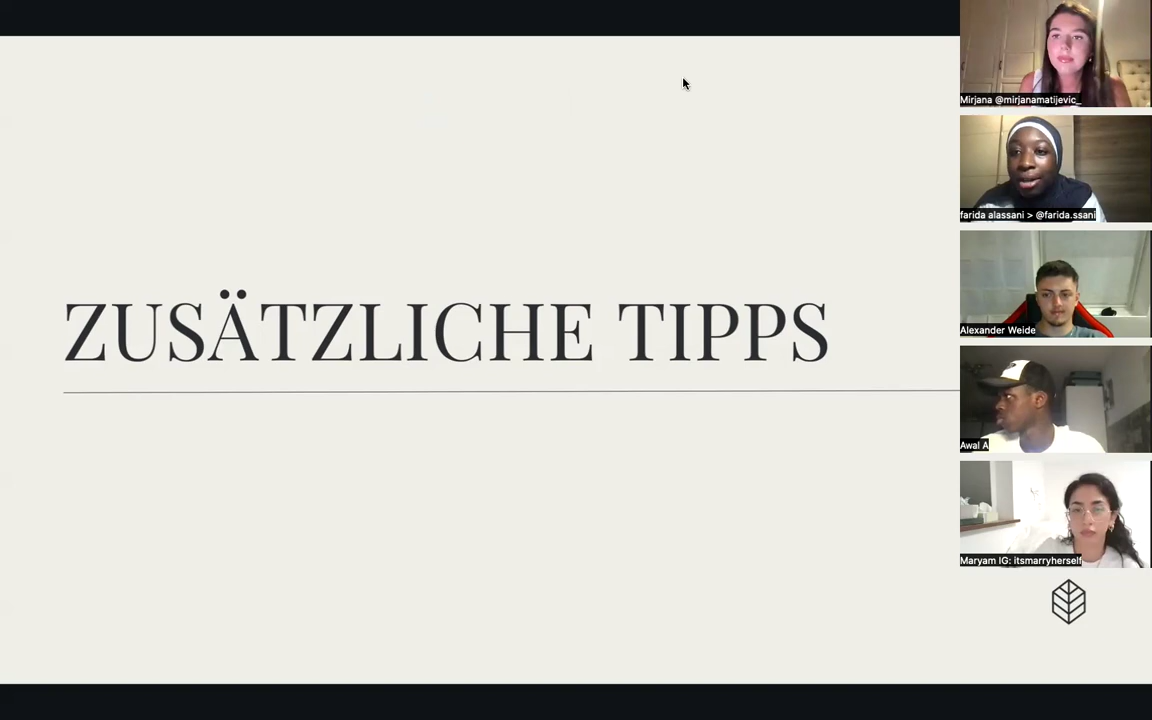 ZUSÄTZLICHE TIPPS
Mirjana @mirjanamatijevic_
farida alassani > @farida.ssani
Alexander Weide
Awal A
Maryam IG: itsmarryherself